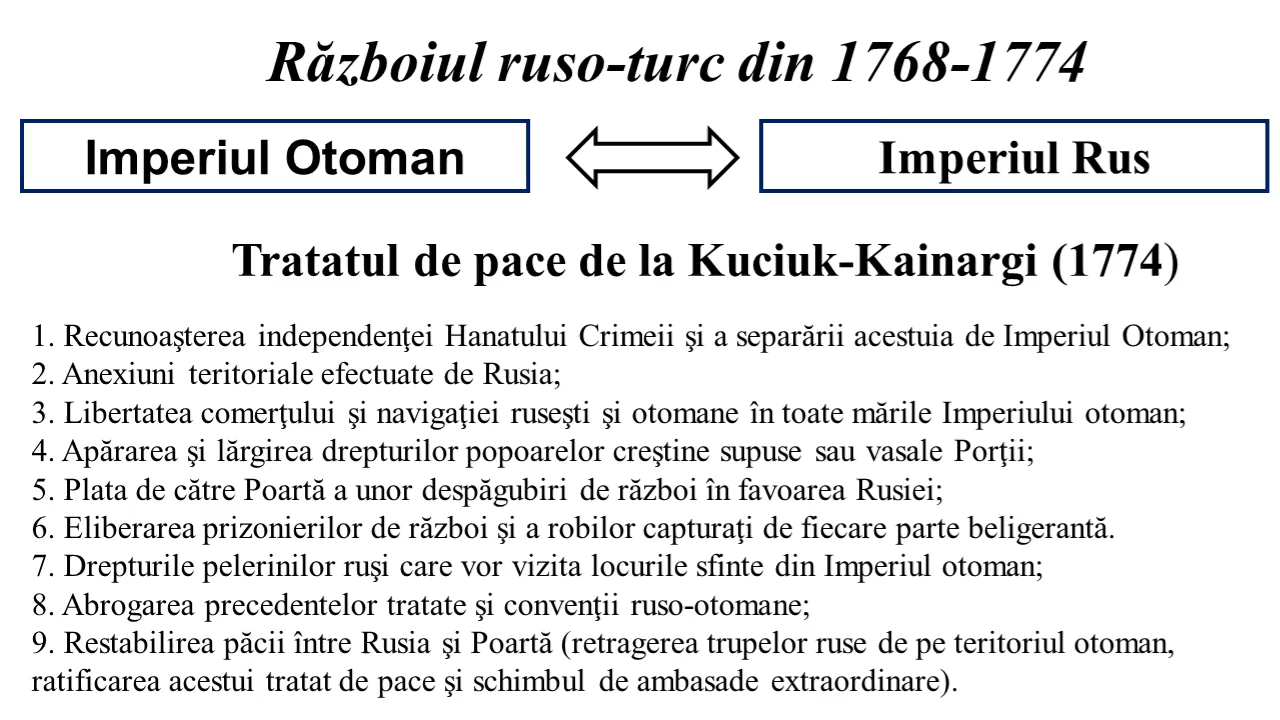 Războiul ruso-turc din 1768-1774
Imperiul Otoman
Imperiul Rus
Tratatul de pace de la Kuciuk-Kainargi (1774)
1. Recunoaşterea independenţei Hanatului Crimeii şi a separării acestuia de Imperiul Otoman;
2. Anexiuni teritoriale efectuate de Rusia;
3. Libertatea comerţului şi navigaţiei ruseşti şi otomane în toate mările Imperiului otoman;
4. Apărarea şi lărgirea drepturilor popoarelor creştine supuse sau vasale Porţii;
5. Plata de către Poartă a unor despăgubiri de război în favoarea Rusiei;
6. Eliberarea prizonierilor de război şi a robilor capturaţi de fiecare parte beligerantă.
7. Drepturile pelerinilor ruşi care vor vizita locurile sfinte din Imperiul otoman;
8. Abrogarea precedentelor tratate şi convenţii ruso-otomane;
9. Restabilirea păcii între Rusia şi Poartă (retragerea trupelor ruse de pe teritoriul otoman,
ratificarea acestui tratat de pace şi schimbul de ambasade extraordinare).